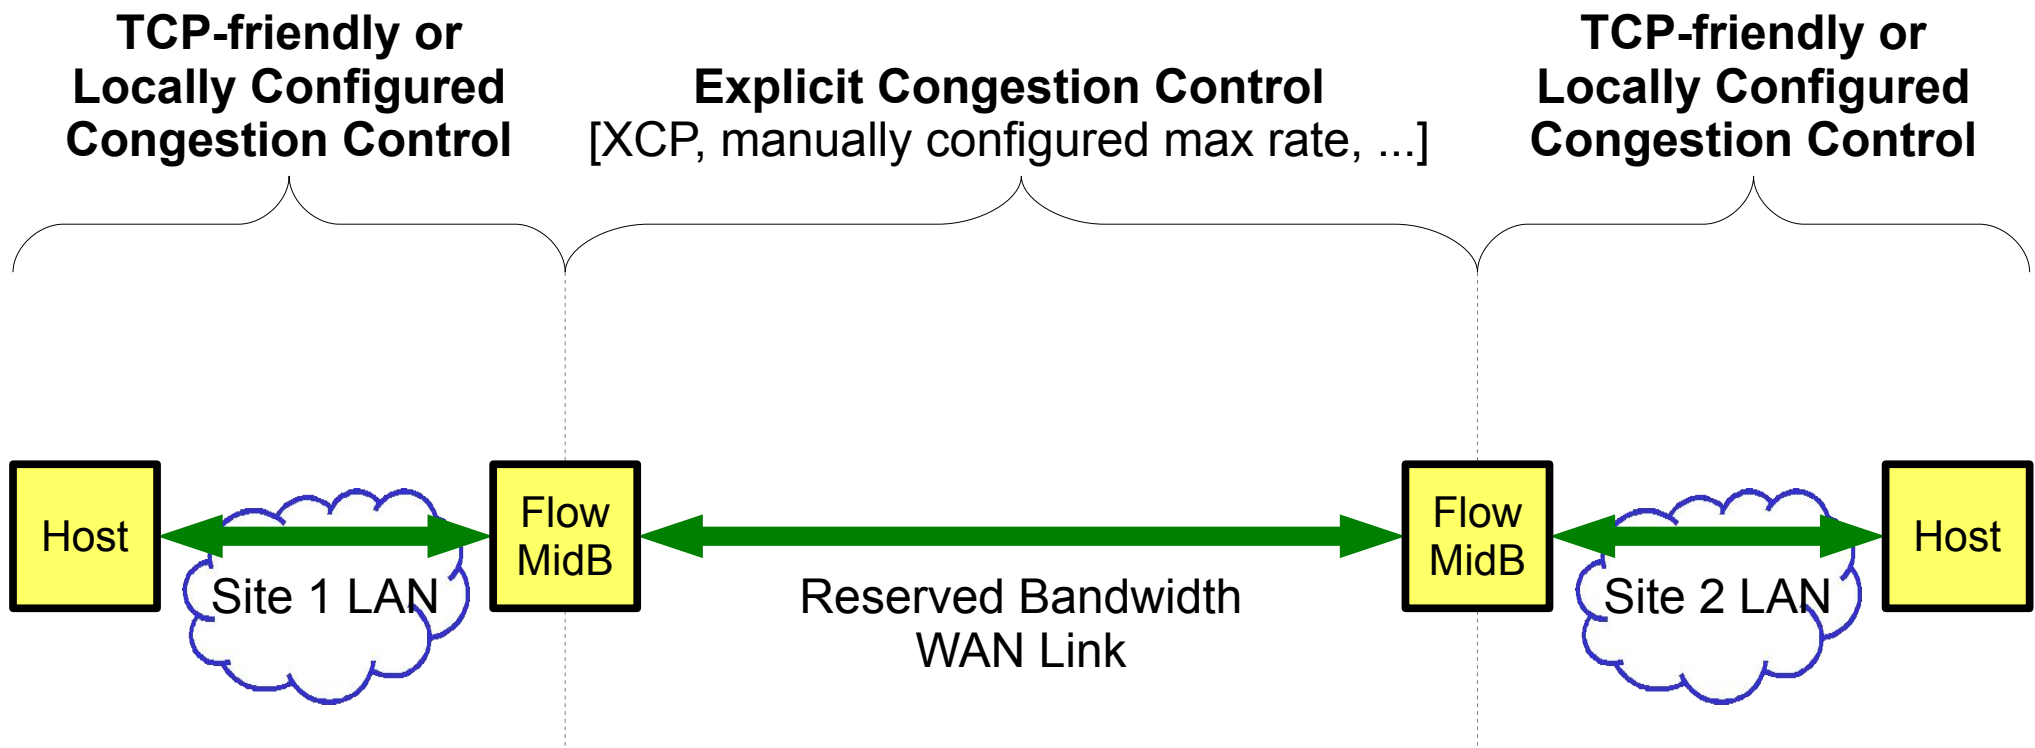 TCP-friendly or
Locally Configured
Congestion Control
Explicit Congestion Control
[XCP, manually configured max rate, ...]
TCP-friendly or
Locally Configured
Congestion Control
Host
Site 1 LAN
Flow
MidB
Reserved Bandwidth
WAN Link
Flow
MidB
Site 2 LAN
Host